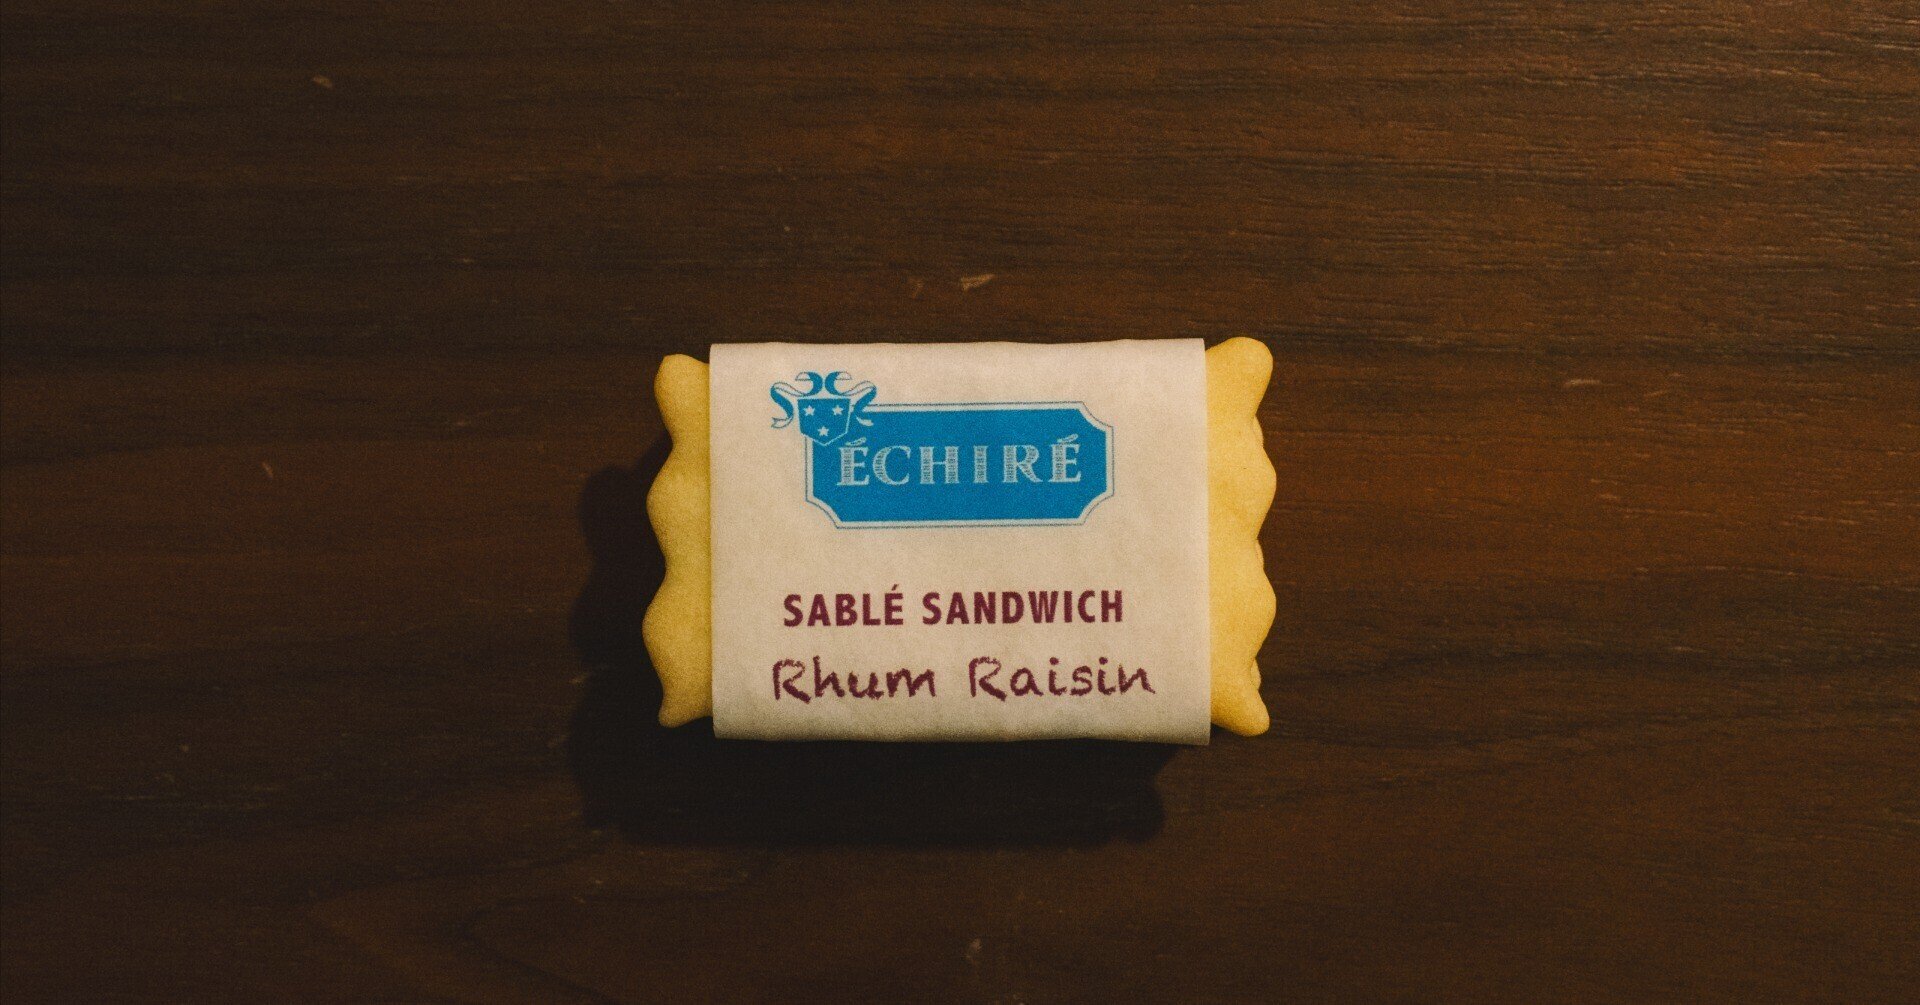 ÉCHIRÉ
SABLÉ SANDWICH
Rhum Raisin